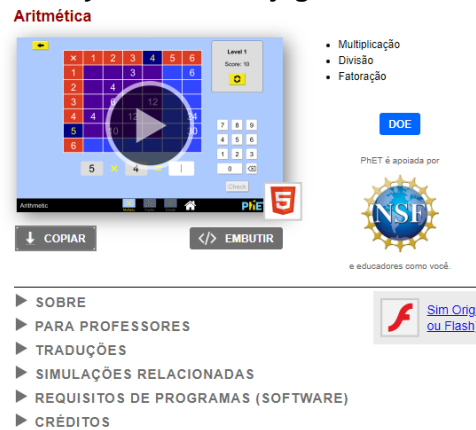 Aritmética
× 1 2 3 4 5 6
1 3 6
2 4
3 12
4 4
5
6
5 × 4 =
Level 1
Score: 10
7 8 9
4 5 6
1 2 3
0
Check
Arithmetic
PhET
COPIAR
</> EMBUTIR
Multiplicação
Divisão
Fatoração
DOE
PhET é apoiada por
NSF
e educadores como você.
SOBRE
PARA PROFESSORES
TRADUÇÕES
SIMULAÇÕES RELACIONADAS
REQUISITOS DE PROGRAMAS (SOFTWARE)
CRÉDITOS
Sim Orig
ou Flash